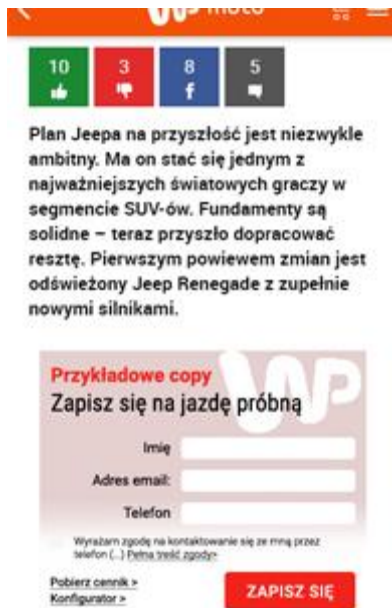 WP moto
10
3
8
5
Plan Jeepa na przyszłość jest niezwykle
ambitny. Ma on stać się jednym z
najważniejszych światowych graczy w
segmencie SUV-ów. Fundamenty są
solidne – teraz przyszło dopracować
resztę. Pierwszym powiewem zmian jest
odświeżony Jeep Renegade z zupełnie
nowymi silnikami.
Przykładowe copy
WP
Zapisz się na jazdę próbną
Imię
Adres email:
Telefon
Wyrażam zgodę na kontaktowanie się ze mną przez
telefon (...) Pełna treść zgody>
Pobierz cennik >
Konfigurator >
ZAPISZ SIĘ